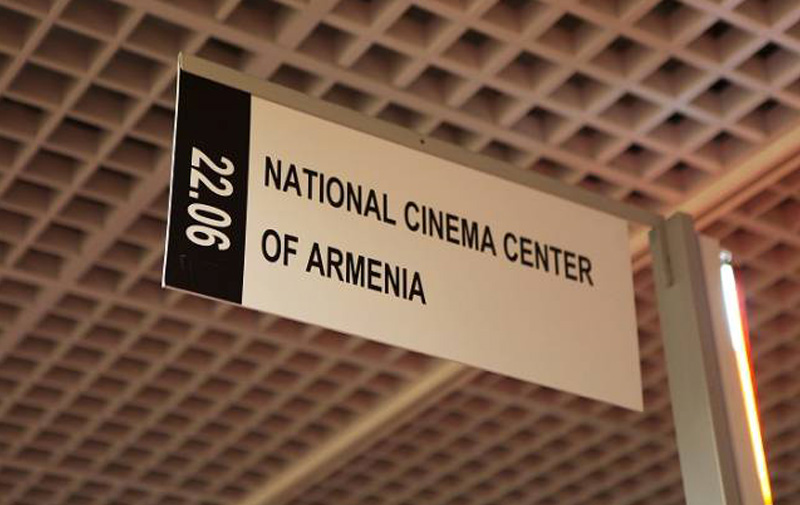 22.06
NATIONAL CINEMA CENTER
OF ARMENIA